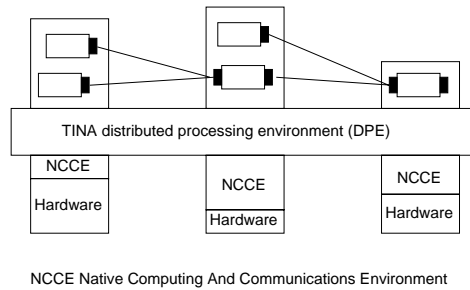 TINA distributed processing environment (DPE)
NCCE
Hardware
NCCE
Hardware
NCCE
Hardware
NCCE Native Computing And Communications Environment